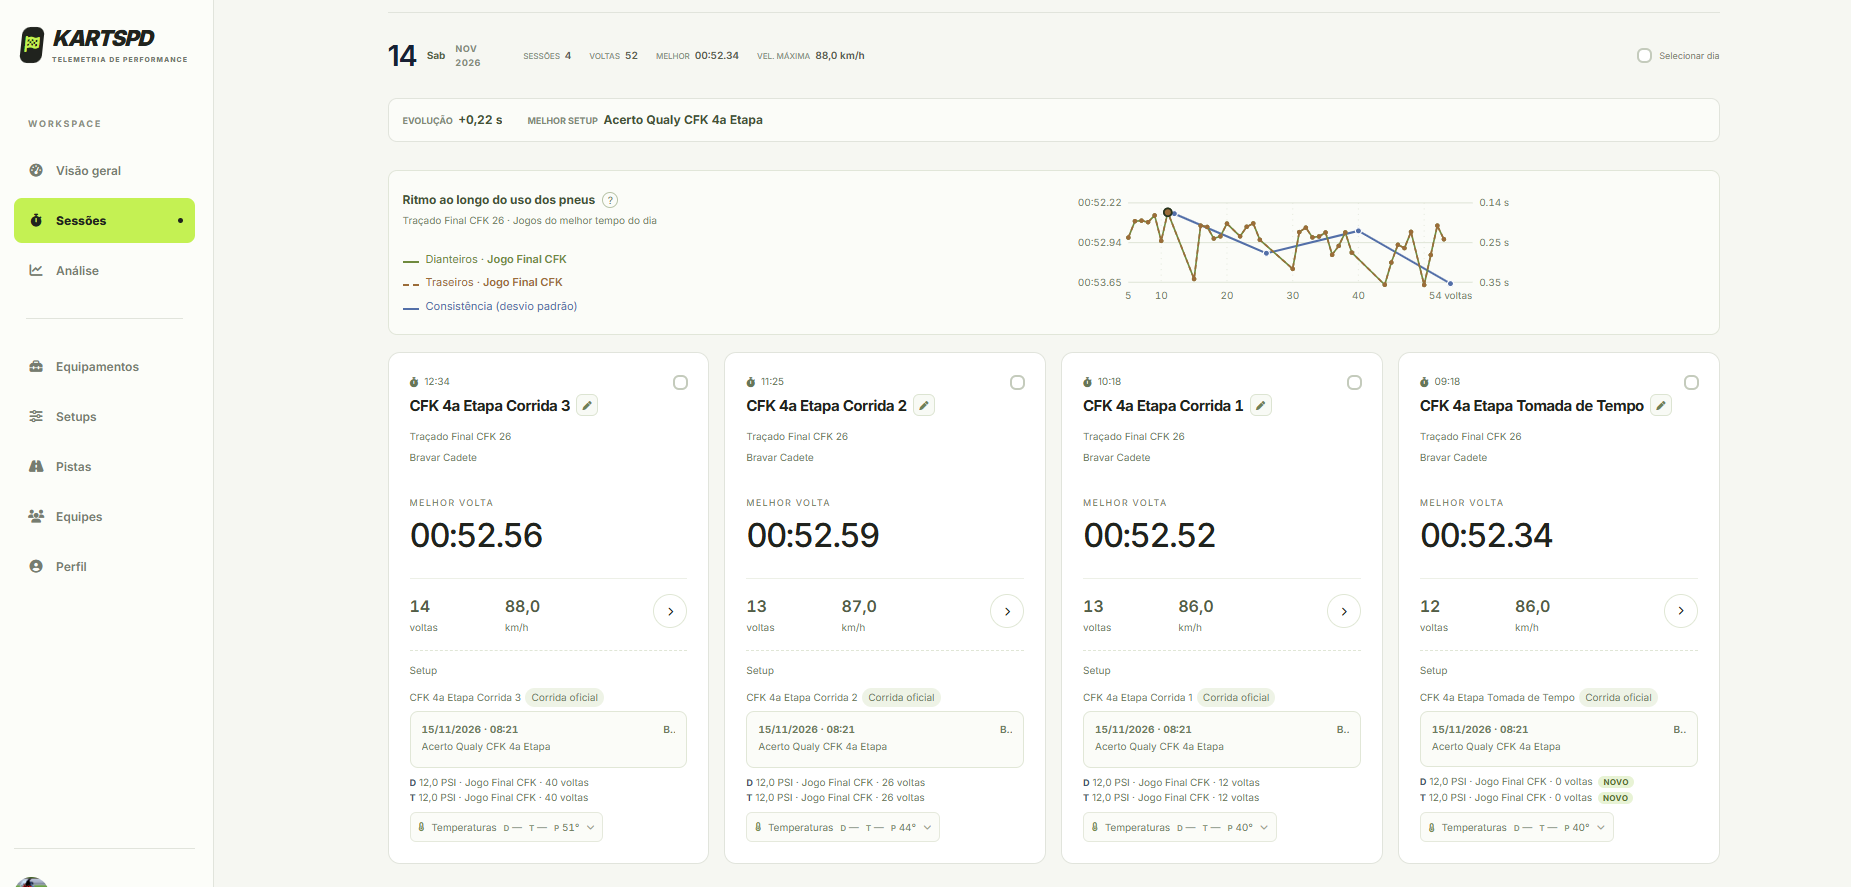 KARTSPD
TELEMETRIA DE PERFORMANCE
WORKSPACE
Visão geral
Sessões
Análise
Equipamentos
Setups
Pistas
Equipes
Perfil
14 Sab NOV 2026 SESSÕES 4 VOLTAS 52 MELHOR 00:52.34 VEL. MÁXIMA 88,0 km/h Selecionar dia
EVOLUÇÃO +0,22 s MELHOR SETUP Acerto Qualy CFK 4a Etapa
Ritmo ao longo do uso dos pneus ?
Traçado Final CFK 26 · Jogos do melhor tempo do dia
Dianteiros · Jogo Final CFK
Traseiros · Jogo Final CFK
Consistência (desvio padrão)
00:52.22 0.14 s
00:52.94 0.25 s
00:53.65 0.35 s
5 10 20 30 40 54 voltas
12:34
CFK 4a Etapa Corrida 3
Traçado Final CFK 26
Bravar Cadete
MELHOR VOLTA
00:52.56
14 88,0
voltas km/h
Setup
CFK 4a Etapa Corrida 3 Corrida oficial
15/11/2026 · 08:21 B..
Acerto Qualy CFK 4a Etapa
D 12,0 PSI · Jogo Final CFK · 40 voltas
T 12,0 PSI · Jogo Final CFK · 40 voltas
Temperaturas D — T — P 51°
11:25
CFK 4a Etapa Corrida 2
Traçado Final CFK 26
Bravar Cadete
MELHOR VOLTA
00:52.59
13 87,0
voltas km/h
Setup
CFK 4a Etapa Corrida 2 Corrida oficial
15/11/2026 · 08:21 B..
Acerto Qualy CFK 4a Etapa
D 12,0 PSI · Jogo Final CFK · 26 voltas
T 12,0 PSI · Jogo Final CFK · 26 voltas
Temperaturas D — T — P 44°
10:18
CFK 4a Etapa Corrida 1
Traçado Final CFK 26
Bravar Cadete
MELHOR VOLTA
00:52.52
13 86,0
voltas km/h
Setup
CFK 4a Etapa Corrida 1 Corrida oficial
15/11/2026 · 08:21 B..
Acerto Qualy CFK 4a Etapa
D 12,0 PSI · Jogo Final CFK · 12 voltas
T 12,0 PSI · Jogo Final CFK · 12 voltas
Temperaturas D — T — P 40°
09:18
CFK 4a Etapa Tomada de Tempo
Traçado Final CFK 26
Bravar Cadete
MELHOR VOLTA
00:52.34
12 86,0
voltas km/h
Setup
CFK 4a Etapa Tomada de Tempo Corrida oficial
15/11/2026 · 08:21 B..
Acerto Qualy CFK 4a Etapa
D 12,0 PSI · Jogo Final CFK · 0 voltas NOVO
T 12,0 PSI · Jogo Final CFK · 0 voltas NOVO
Temperaturas D — T — P 40°